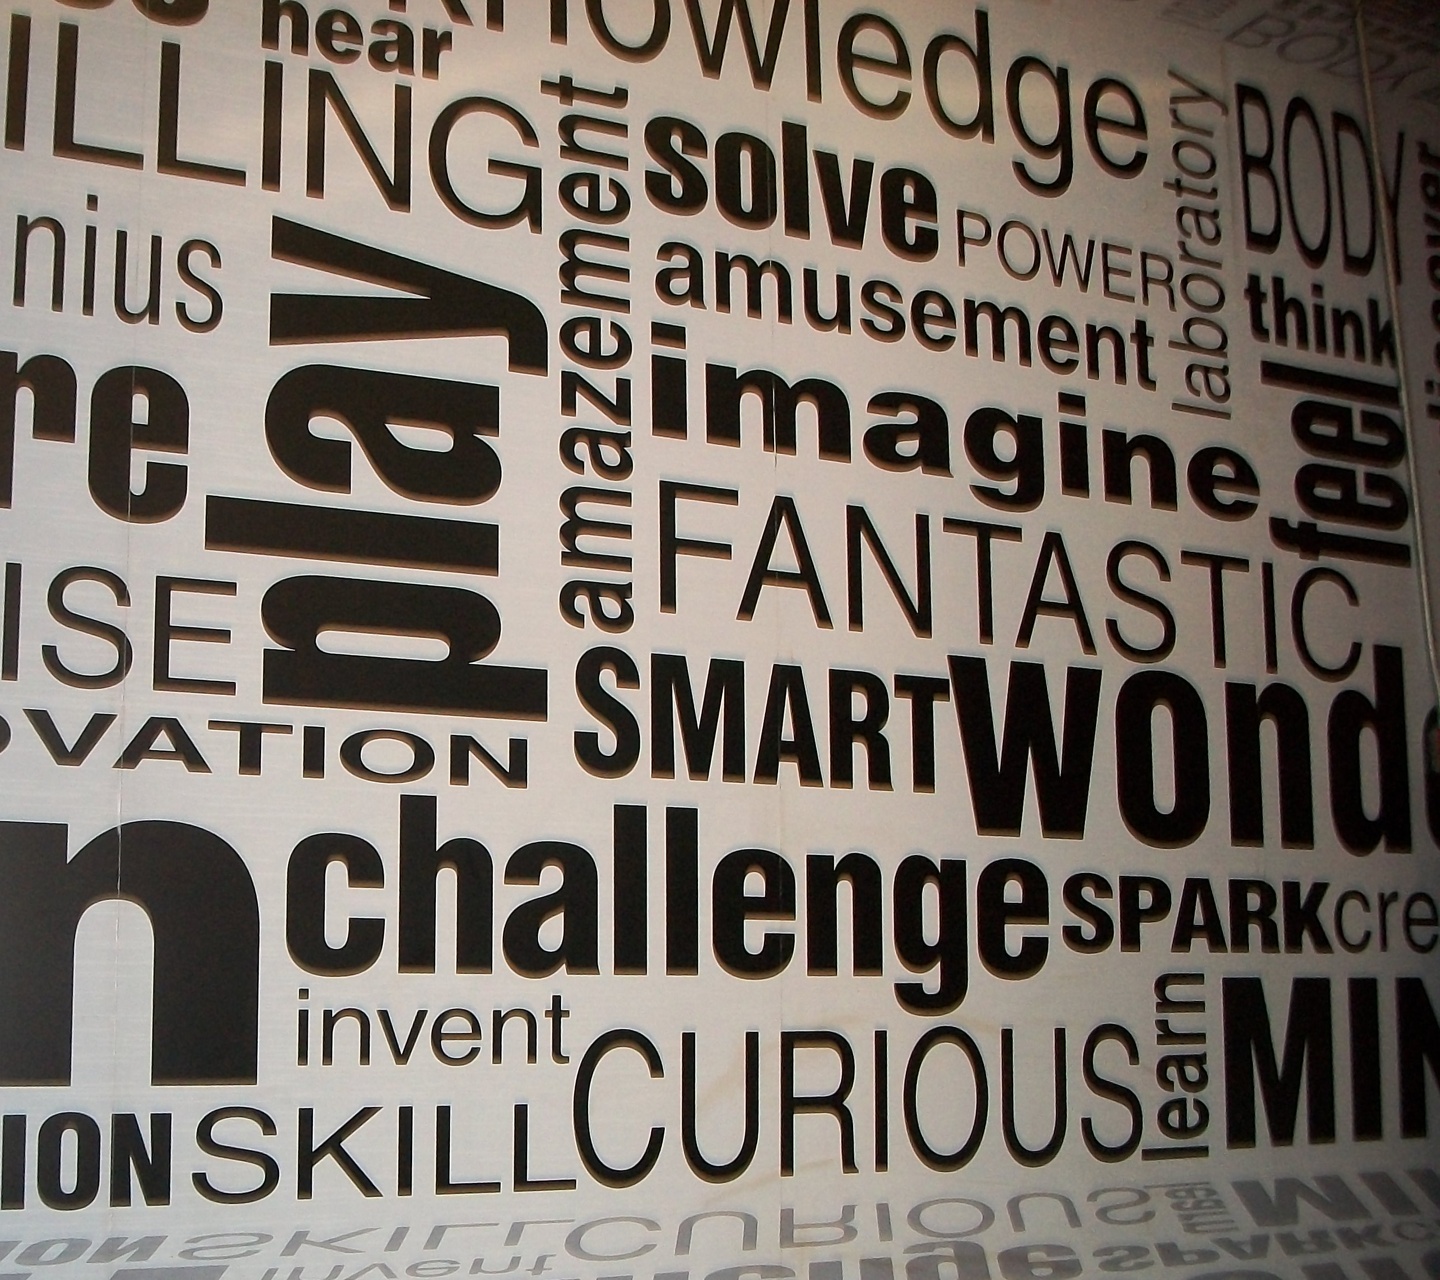 hear
knowledge
ILLING
amazement
solve
POWER
laboratory
BODY
nius
play
amusement
think
imagine
feel
re
FANTASTIC
ISE
SMART
wond
VATION
challenge
SPARK
cre
n
invent
CURIOUS
learn
MIN
ION
SKILL